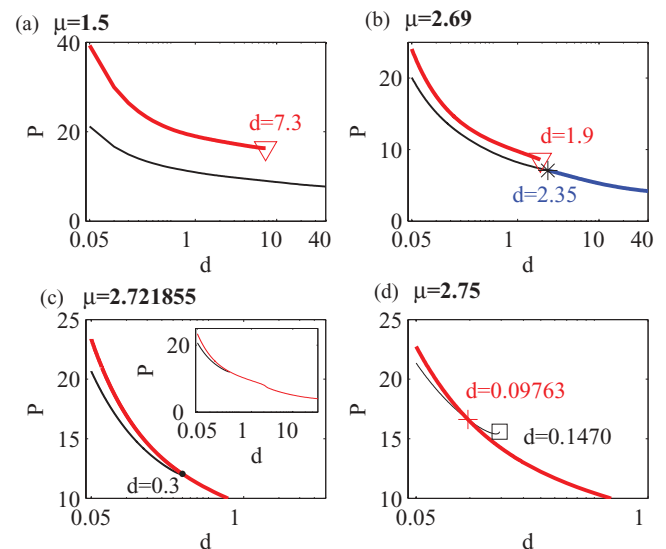 (a) μ=1.5
40
20
0
P
0.05 1 10 40
d
d=7.3
(b) μ=2.69
20
10
0
P
0.05 1 10 40
d
d=1.9
d=2.35
(c) μ=2.721855
25
20
15
10
P
0.05 1
d
d=0.3
20
0
P
0.05 10
d
(d) μ=2.75
25
20
15
10
P
0.05 1
d
d=0.09763
d=0.1470